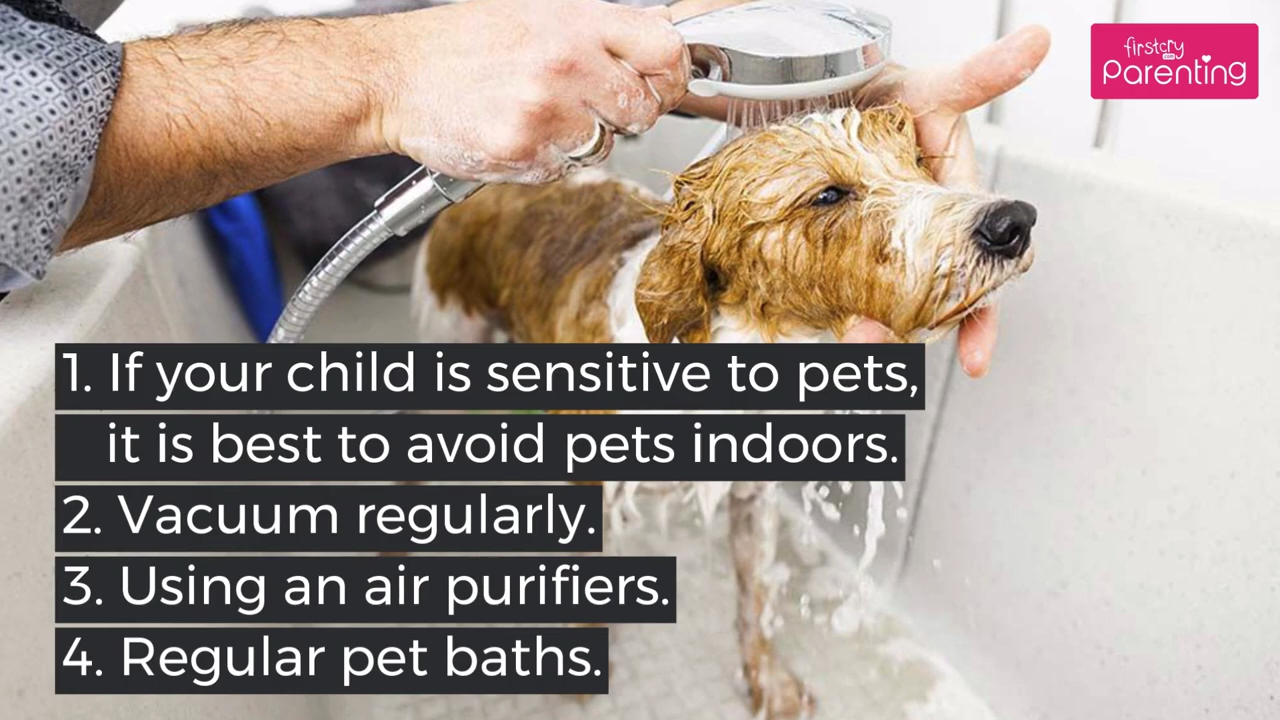 firstcry
.com
Parenting
1. If your child is sensitive to pets,
it is best to avoid pets indoors.
2. Vacuum regularly.
3. Using an air purifiers.
4. Regular pet baths.